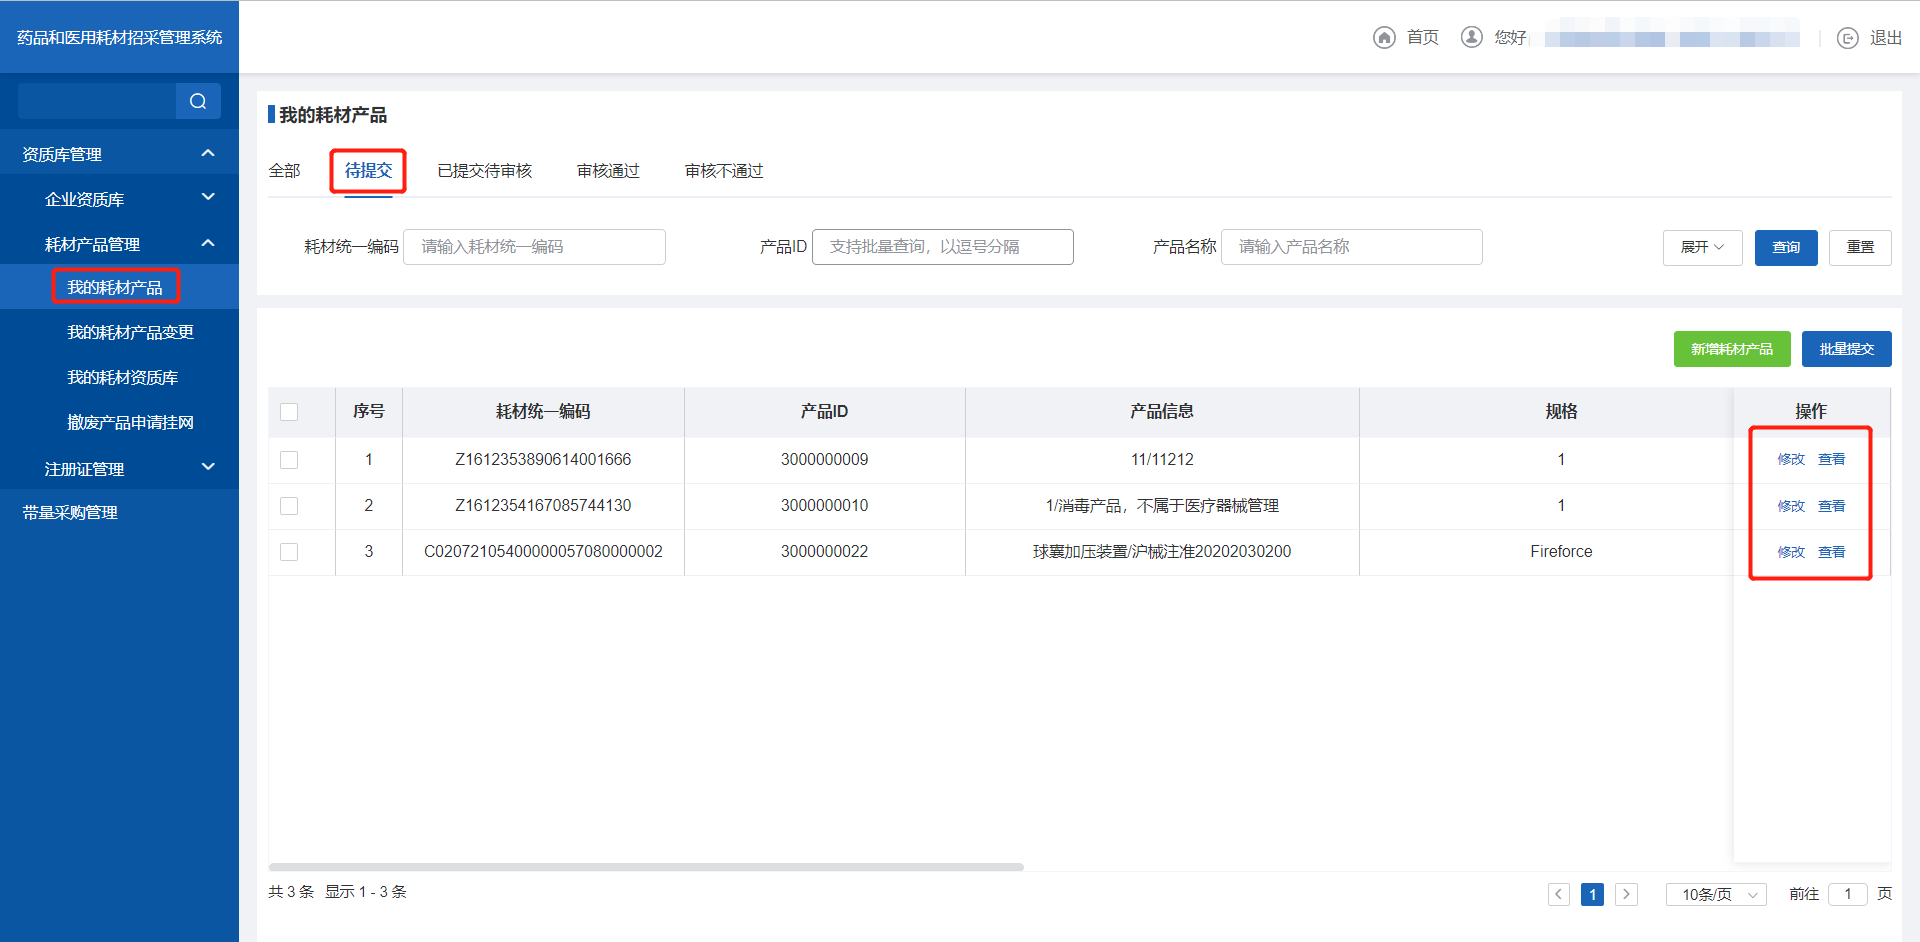 药品和医用耗材招采管理系统
首页
您好
退出
资质库管理
企业资质库
耗材产品管理
我的耗材产品
我的耗材产品变更
我的耗材资质库
撤废产品申请挂网
注册证管理
带量采购管理
我的耗材产品
全部 待提交 已提交待审核 审核通过 审核不通过
耗材统一编码 请输入耗材统一编码 产品ID 支持批量查询，以逗号分隔 产品名称 请输入产品名称 展开 查询 重置
新增耗材产品 批量提交
序号 耗材统一编码 产品ID 产品信息 规格 操作
1 Z1612353890614001666 3000000009 11/11212 1 修改 查看
2 Z1612354167085744130 3000000010 1/消毒产品，不属于医疗器械管理 1 修改 查看
3 C02072105400000057080000002 3000000022 球囊加压装置/沪械注准20202030200 Fireforce 修改 查看
共 3 条 显示 1 - 3 条 1 10条/页 前往 1 页